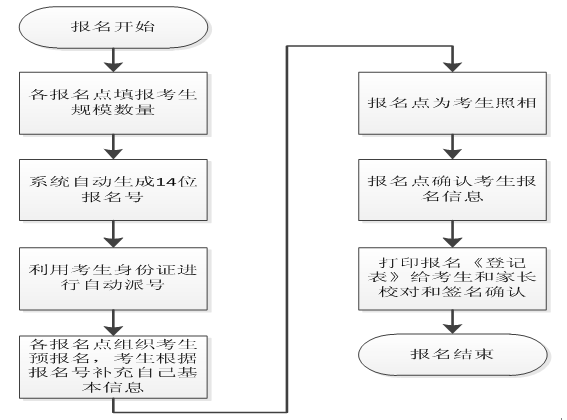 报名开始
各报名点填报考生
规模数量
系统自动生成14位
报名号
利用考生身份证进
行自动派号
各报名点组织考生
预报名，考生根据
报名号补充自己基
本信息
报名点为考生照相
报名点确认考生报
名信息
打印报名《登记
表》给考生和家长
校对和签名确认
报名结束